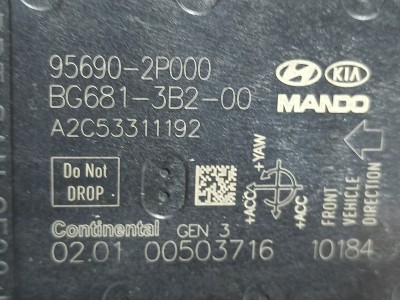 95690-2P000
KIA
BG681-3B2-00
MANDO
A2C53311192
Do Not
DROP
+YAW
+ACC
+ACC
FRONT
VEHICLE
DIRECTION
Continental GEN 3
02.01 00503716 10184